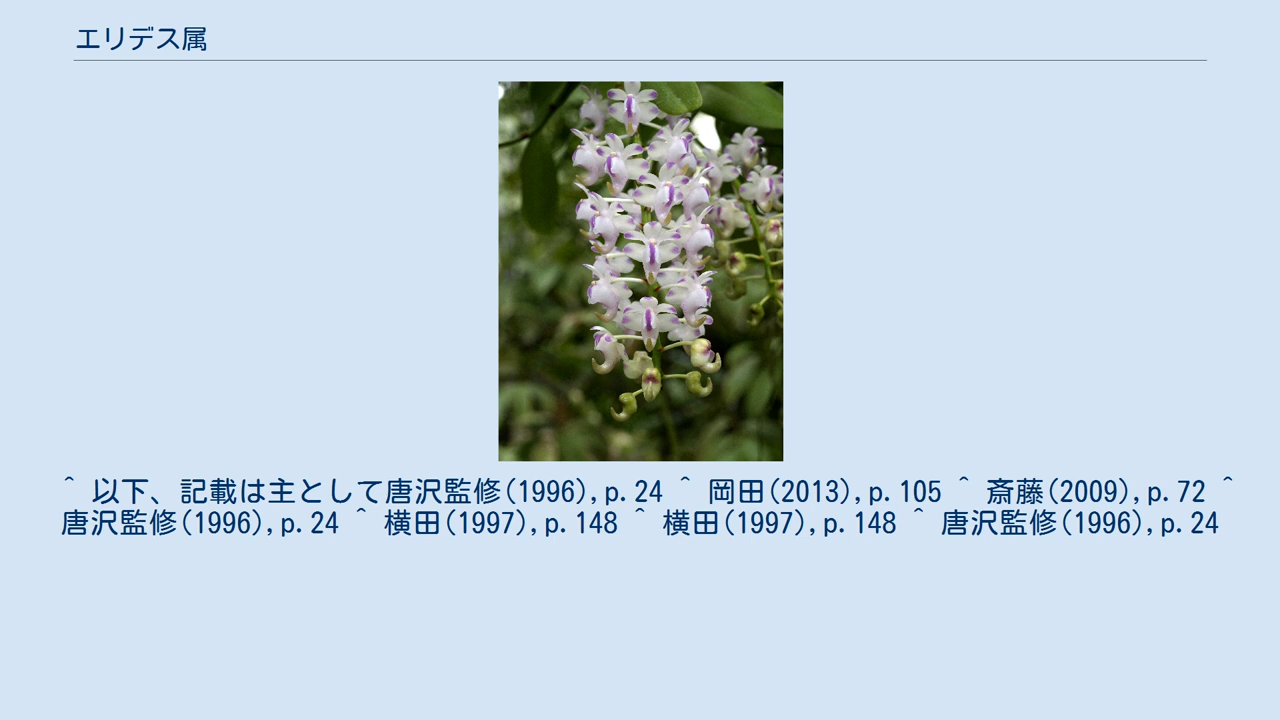 エリデス属
^ 以下、記載は主として唐沢監修(1996),p.24 ^ 岡田(2013),p.105 ^ 斎藤(2009),p.72 ^
唐沢監修(1996),p.24 ^ 横田(1997),p.148 ^ 横田(1997),p.148 ^ 唐沢監修(1996),p.24